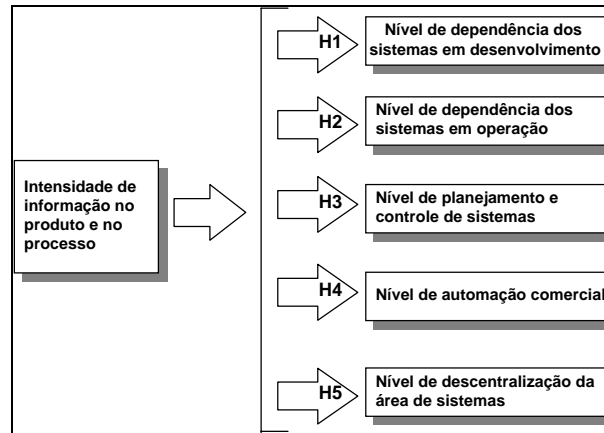 H1
Nível de dependência dos
sistemas em desenvolvimento
H2
Nível de dependência dos
sistemas em operação
Intensidade de
informação no
produto e no
processo
H3
Nível de planejamento e
controle de sistemas
H4
Nível de automação comercial
H5
Nível de descentralização da
área de sistemas